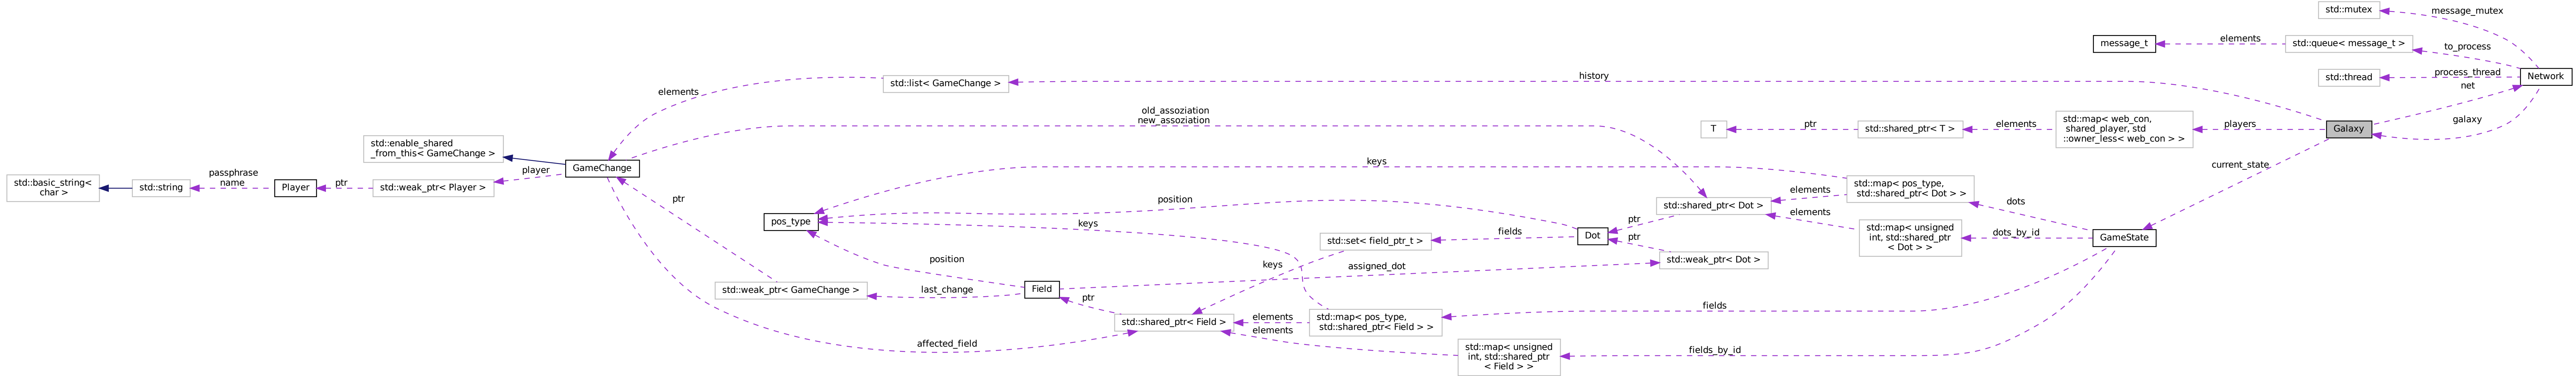 std::mutex
message_mutex
message_t
elements
std::queue< message_t >
to_process
std::thread
process_thread
Network
net
galaxy
history
std::list< GameChange >
elements
old_assoziation
new_assoziation
T
ptr
std::shared_ptr< T >
elements
std::map< web_con,
shared_player, std
::owner_less< web_con > >
players
Galaxy
current_state
std::enable_shared
_from_this< GameChange >
GameChange
player
std::basic_string<
char >
std::string
passphrase
name
Player
ptr
std::weak_ptr< Player >
keys
std::map< pos_type,
std::shared_ptr< Dot > >
elements
dots
std::shared_ptr< Dot >
elements
std::map< unsigned
int, std::shared_ptr
< Dot > >
dots_by_id
GameState
ptr
pos_type
position
keys
ptr
std::set< field_ptr_t >
fields
Dot
ptr
std::weak_ptr< Dot >
position
keys
assigned_dot
std::weak_ptr< GameChange >
last_change
Field
ptr
std::shared_ptr< Field >
elements
elements
std::map< pos_type,
std::shared_ptr< Field > >
fields
affected_field
std::map< unsigned
int, std::shared_ptr
< Field > >
fields_by_id